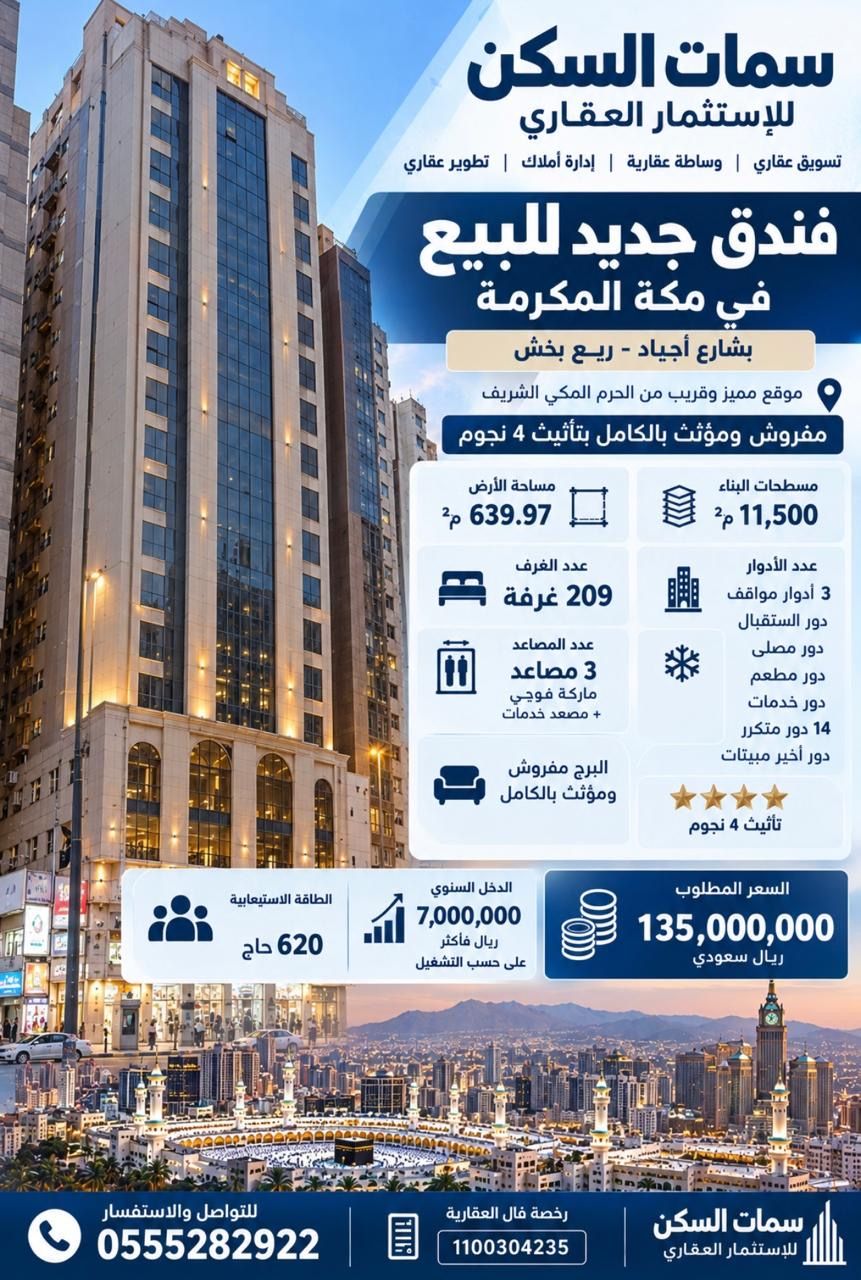 سمات السكن
للإستثمار العقاري
تسويق عقاري | وساطة عقارية | إدارة أملاك | تطوير عقاري
فندق جديد للبيع
في مكة المكرمة
بشارع أجياد - ريع بخش
موقع مميز وقريب من الحرم المكي الشريف
مفروش ومؤثث بالكامل بتأثيث 4 نجوم
مسطحات البناء
11,500 م²
مساحة الأرض
639.97 م²
عدد الأدوار
3 أدوار مواقف
دور الستقبال
دور مصلى
دور مطعم
دور خدمات
14 دور متكرر
دور أخير مبيتات
عدد الغرف
209 غرفة
عدد المصاعد
3 مصاعد
ماركة فوجي
+ مصعد خدمات
البرج مفروش
ومؤثث بالكامل
تأثيث 4 نجوم
السعر المطلوب
135,000,000
ريال سعودي
الدخل السنوي
7,000,000
ريال فأكثر
على حسب التشغيل
الطاقة الاستيعابية
620 حاج
سمات السكن
للإستثمار العقاري
رخصة فال العقارية
1100304235
للتواصل والاستفسار
0555282922